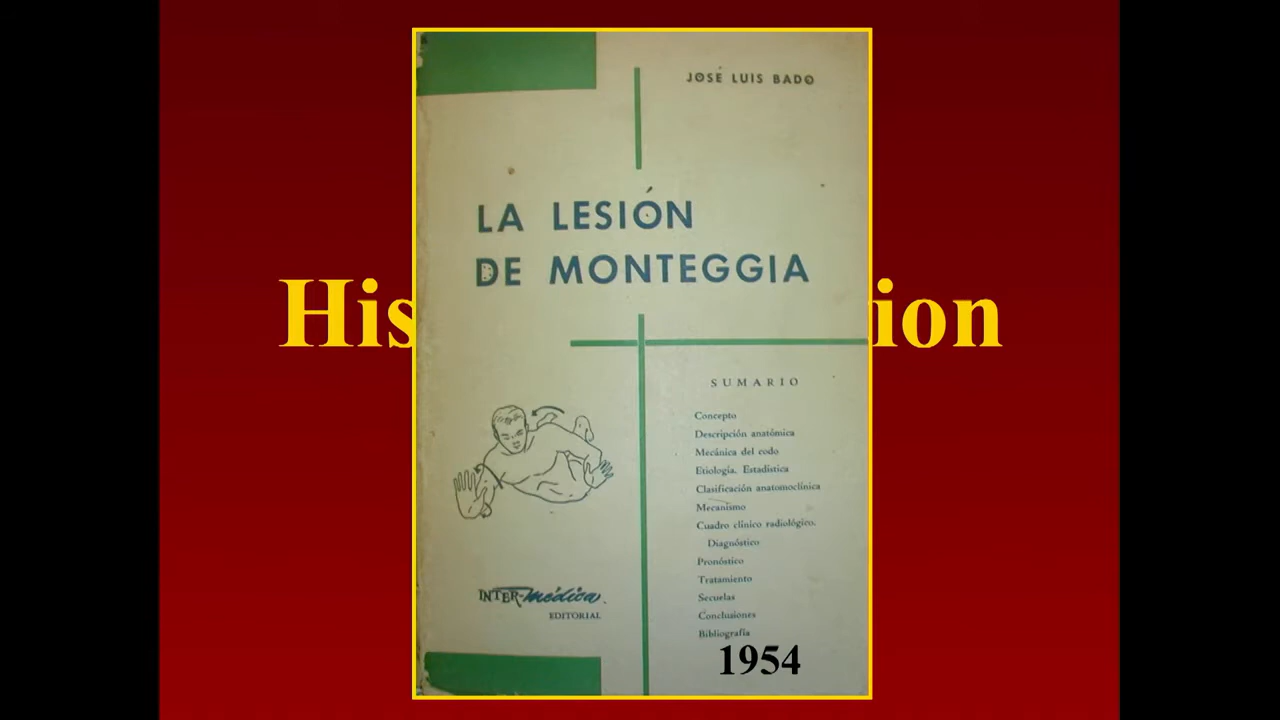 JOSÉ LUIS BADO
LA LESIÓN
DE MONTEGGIA
His
ion
SUMARIO
Concepto
Descripción anatómica
Mecánica del codo
Etiología. Estadística
Clasificación anatomoclínica
Mecanismo
Cuadro clínico radiológico.
Diagnóstico
Pronóstico
Tratamiento
Secuelas
Conclusiones
Bibliografía
INTER-médica
EDITORIAL
1954